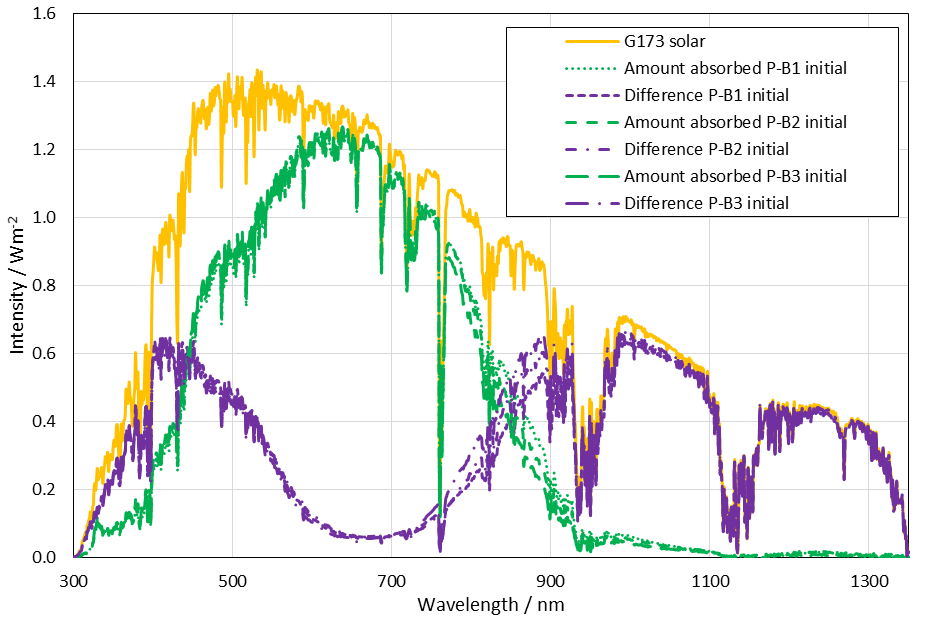 1.6
1.4
1.2
1.0
0.8
0.6
0.4
0.2
0.0
Intensity / Wm-2
G173 solar
Amount absorbed P-B1 initial
Difference P-B1 initial
Amount absorbed P-B2 initial
Difference P-B2 initial
Amount absorbed P-B3 initial
Difference P-B3 initial
300 500 700 900 1100 1300
Wavelength / nm